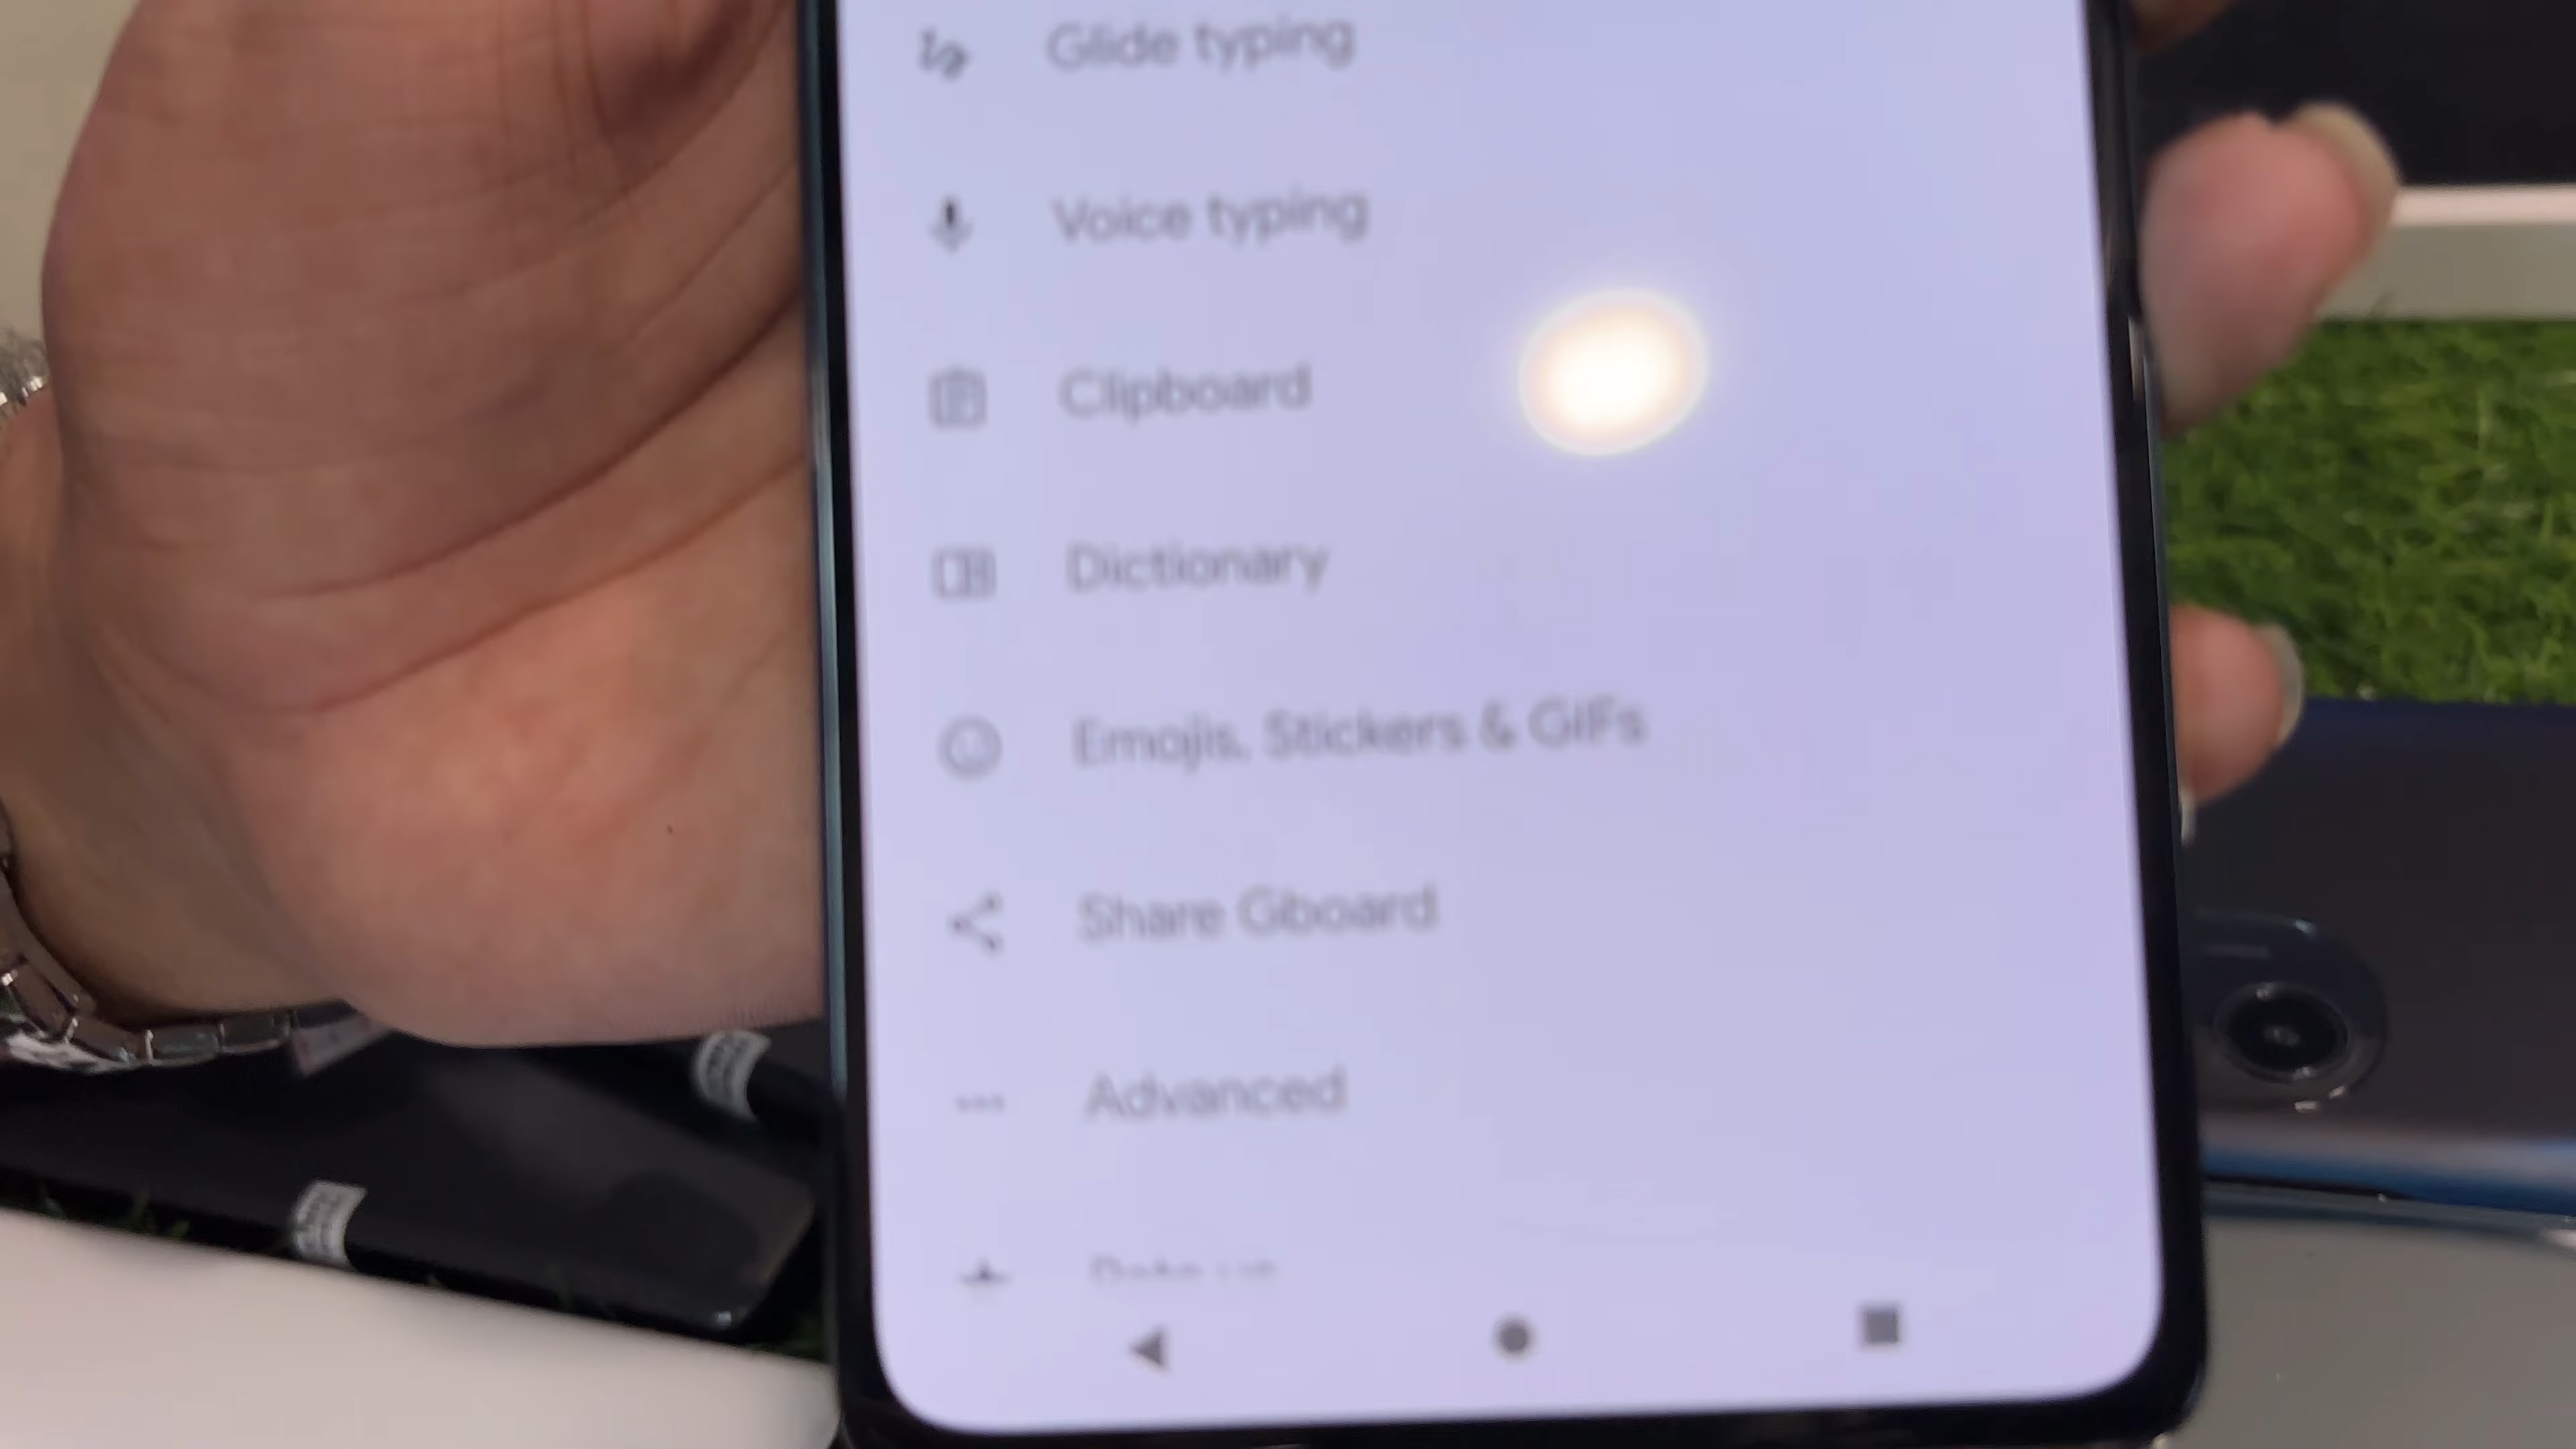 Glide typing
Voice typing
Clipboard
Dictionary
Emojis, Stickers & GIFs
Share Gboard
Advanced